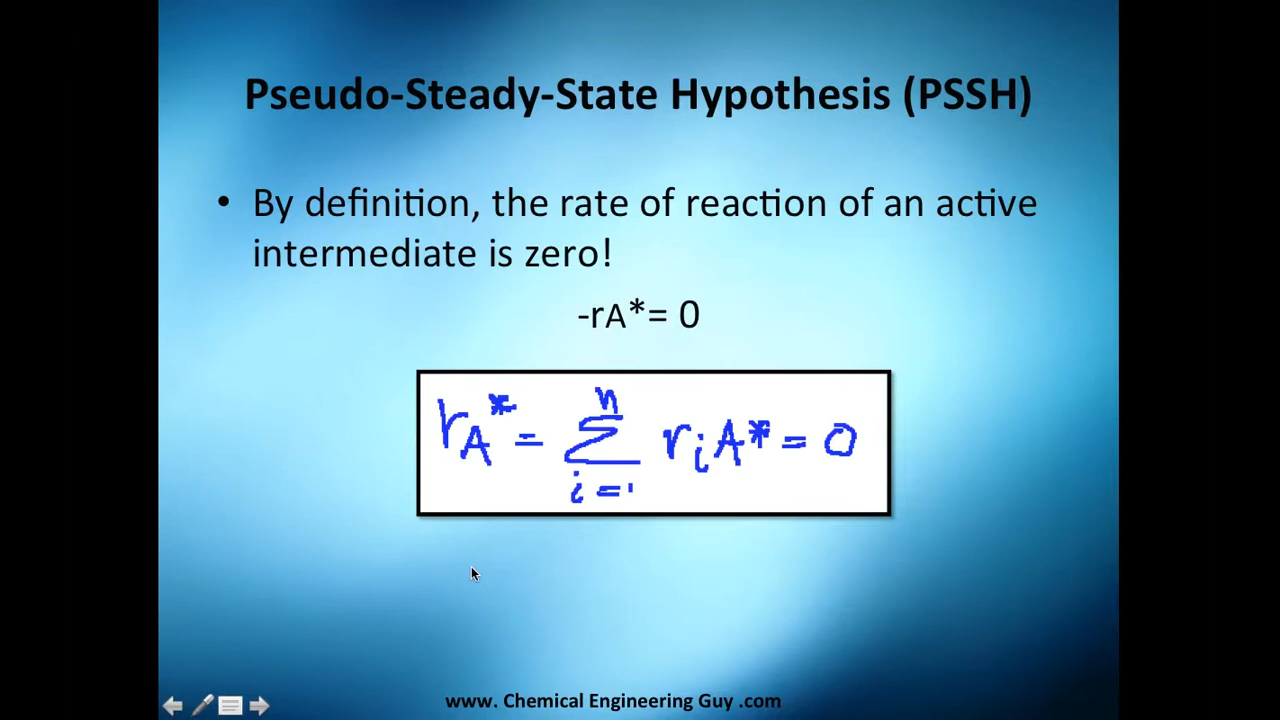 Pseudo-Steady-State Hypothesis (PSSH)
• By definition, the rate of reaction of an active
intermediate is zero!
-rA*= 0
n
rA* = Σ riA* = 0
i=1
www. Chemical Engineering Guy .com